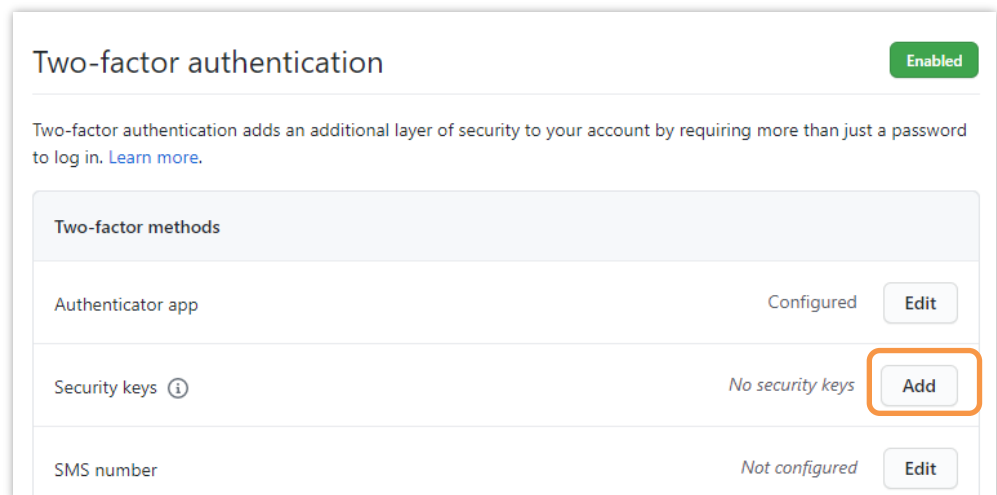 Two-factor authentication
Enabled
Two-factor authentication adds an additional layer of security to your account by requiring more than just a password
to log in. Learn more.
Two-factor methods
Authenticator app Configured Edit
Security keys No security keys Add
SMS number Not configured Edit